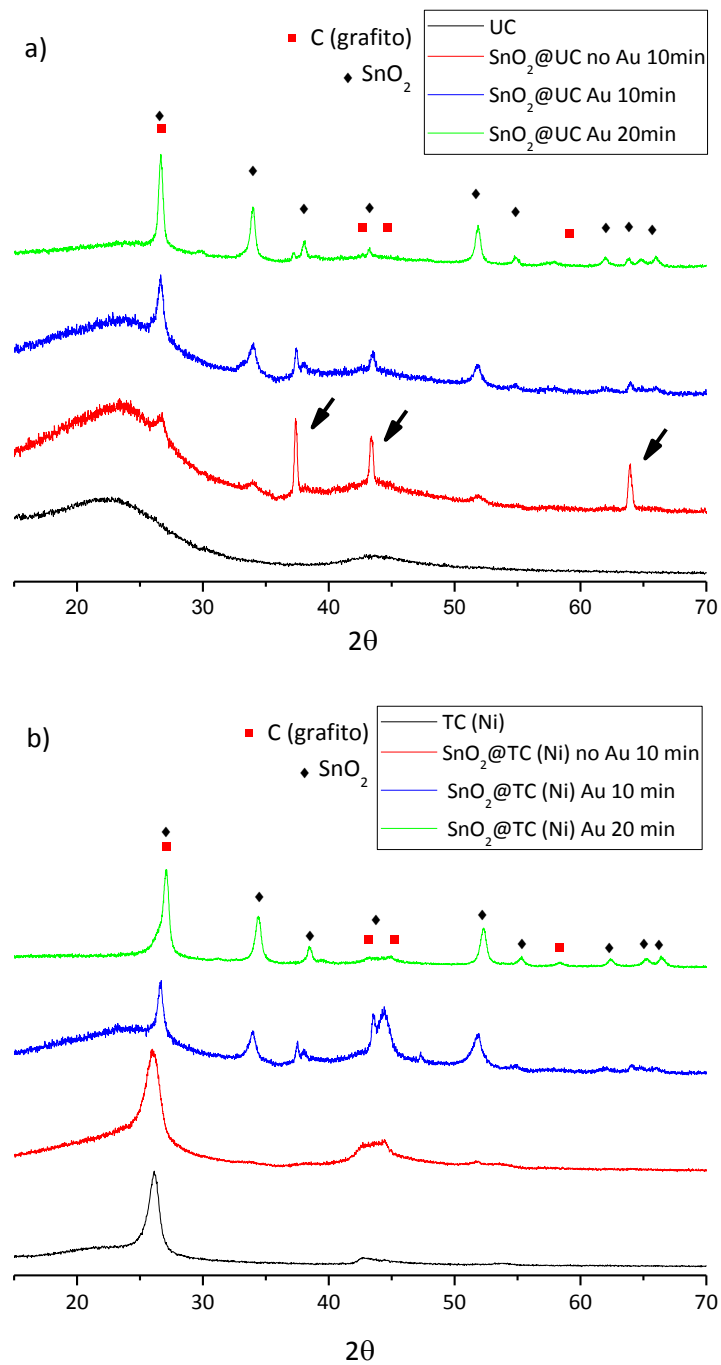 a)
C (grafito)
SnO₂
UC
SnO₂@UC no Au 10min
SnO₂@UC Au 10min
SnO₂@UC Au 20min
20 30 40 50 60 70
2θ
b)
C (grafito)
SnO₂
TC (Ni)
SnO₂@TC (Ni) no Au 10 min
SnO₂@TC (Ni) Au 10 min
SnO₂@TC (Ni) Au 20 min
20 30 40 50 60 70
2θ